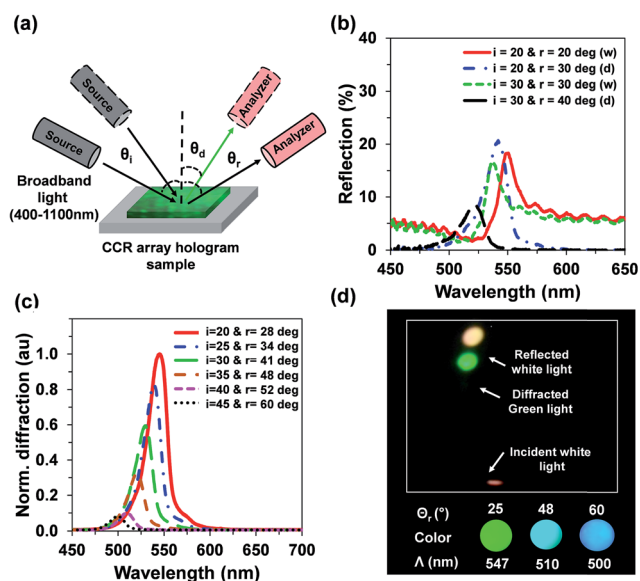 (a)
Source
Source
Analyzer
Analyzer
θi
θd
θr
Broadband
light
(400-1100nm)
CCR array hologram
sample
(b)
i = 20 & r= 20 deg (w)
i = 20 & r= 30 deg (d)
i = 30 & r= 30 deg (w)
i = 30 & r= 40 deg (d)
Reflection (%)
40
30
20
10
0
450 500 550 600 650
Wavelength (nm)
(c)
i=20 & r= 28 deg
i=25 & r= 34 deg
i=30 & r= 41 deg
i=35 & r= 48 deg
i=40 & r= 52 deg
i=45 & r= 60 deg
Norm. diffraction (au)
1.0
0.8
0.6
0.4
0.2
0
450 500 550 600 650 700
Wavelength (nm)
(d)
Reflected
white light
Diffracted
Green light
Incident white
light
Θr (°) 25 48 60
Color
Λ (nm) 547 510 500